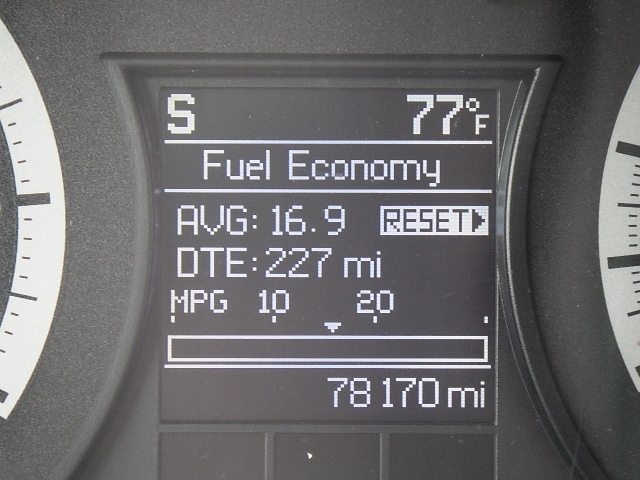 S 77°F
Fuel Economy
AVG: 16.9 RESET
DTE: 227 mi
MPG 10 20
78170 mi